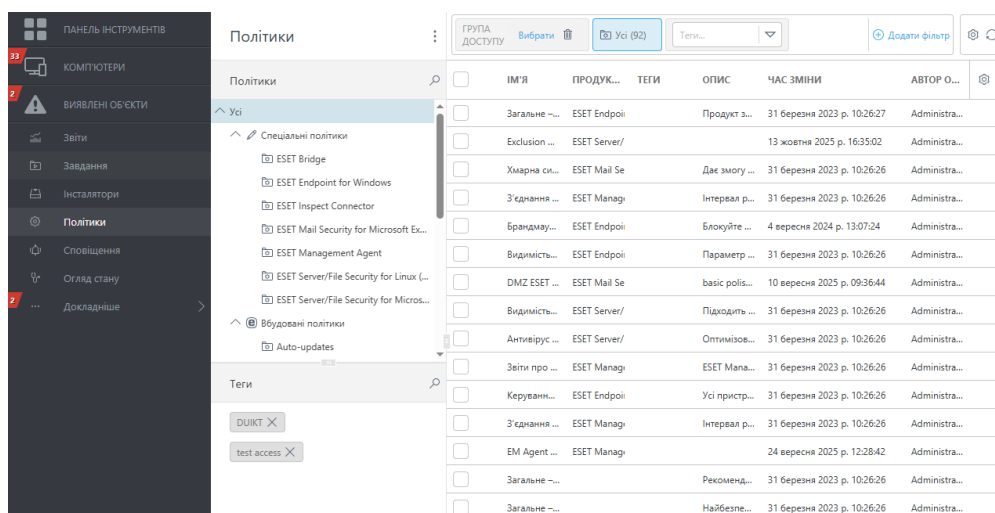 ПАНЕЛЬ ІНСТРУМЕНТІВ
33
КОМП'ЮТЕРИ
2
ВИЯВЛЕНІ ОБ'ЄКТИ
Звіти
Завдання
Інсталятори
Політики
Сповіщення
Огляд стану
2
Докладніше
Політики
Політики
Усі
Спеціальні політики
ESET Bridge
ESET Endpoint for Windows
ESET Inspect Connector
ESET Mail Security for Microsoft Ex...
ESET Management Agent
ESET Server/File Security for Linux (...
ESET Server/File Security for Micros...
Вбудовані політики
Auto-updates
Теги
DUIKT
test access
ГРУПА ДОСТУПУ Вибрати Усі (92) Теги... Додати фільтр
ІМ'Я ПРОДУК... ТЕГИ ОПИС ЧАС ЗМІНИ АВТОР О...
Загальне –... ESET Endpoi Продукт з... 31 березня 2023 р. 10:26:27 Administra...
Exclusion ... ESET Server/ 13 жовтня 2025 р. 16:35:02 Administra...
Хмарна си... ESET Mail Se Дає змогу ... 31 березня 2023 р. 10:26:26 Administra...
З'єднання ... ESET Manag Інтервал р... 31 березня 2023 р. 10:26:26 Administra...
Брандмау... ESET Endpoi Блокуйте ... 4 вересня 2024 р. 13:07:24 Administra...
Видимість... ESET Endpoi Параметр ... 31 березня 2023 р. 10:26:26 Administra...
DMZ ESET ... ESET Mail Se basic polis... 10 вересня 2025 р. 09:36:44 Administra...
Видимість... ESET Server/ Підходить ... 31 березня 2023 р. 10:26:26 Administra...
Антивірус ... ESET Server/ Оптимізов... 31 березня 2023 р. 10:26:26 Administra...
Звіти про ... ESET Manag ESET Mana... 31 березня 2023 р. 10:26:26 Administra...
Керуванн... ESET Endpoi Усі пристр... 31 березня 2023 р. 10:26:26 Administra...
З'єднання ... ESET Manag Інтервал р... 31 березня 2023 р. 10:26:26 Administra...
EM Agent ... ESET Manag 24 вересня 2025 р. 12:28:42 Administra...
Загальне –... Рекоменд... 31 березня 2023 р. 10:26:26 Administra...
Загальне –... Найбезпе... 31 березня 2023 р. 10:26:26 Administra...